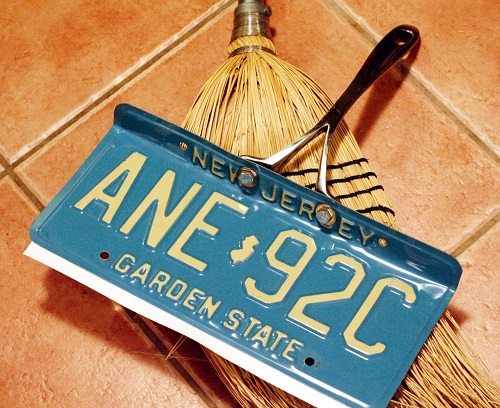 NEW JERSEY
ANE 92C
GARDEN STATE